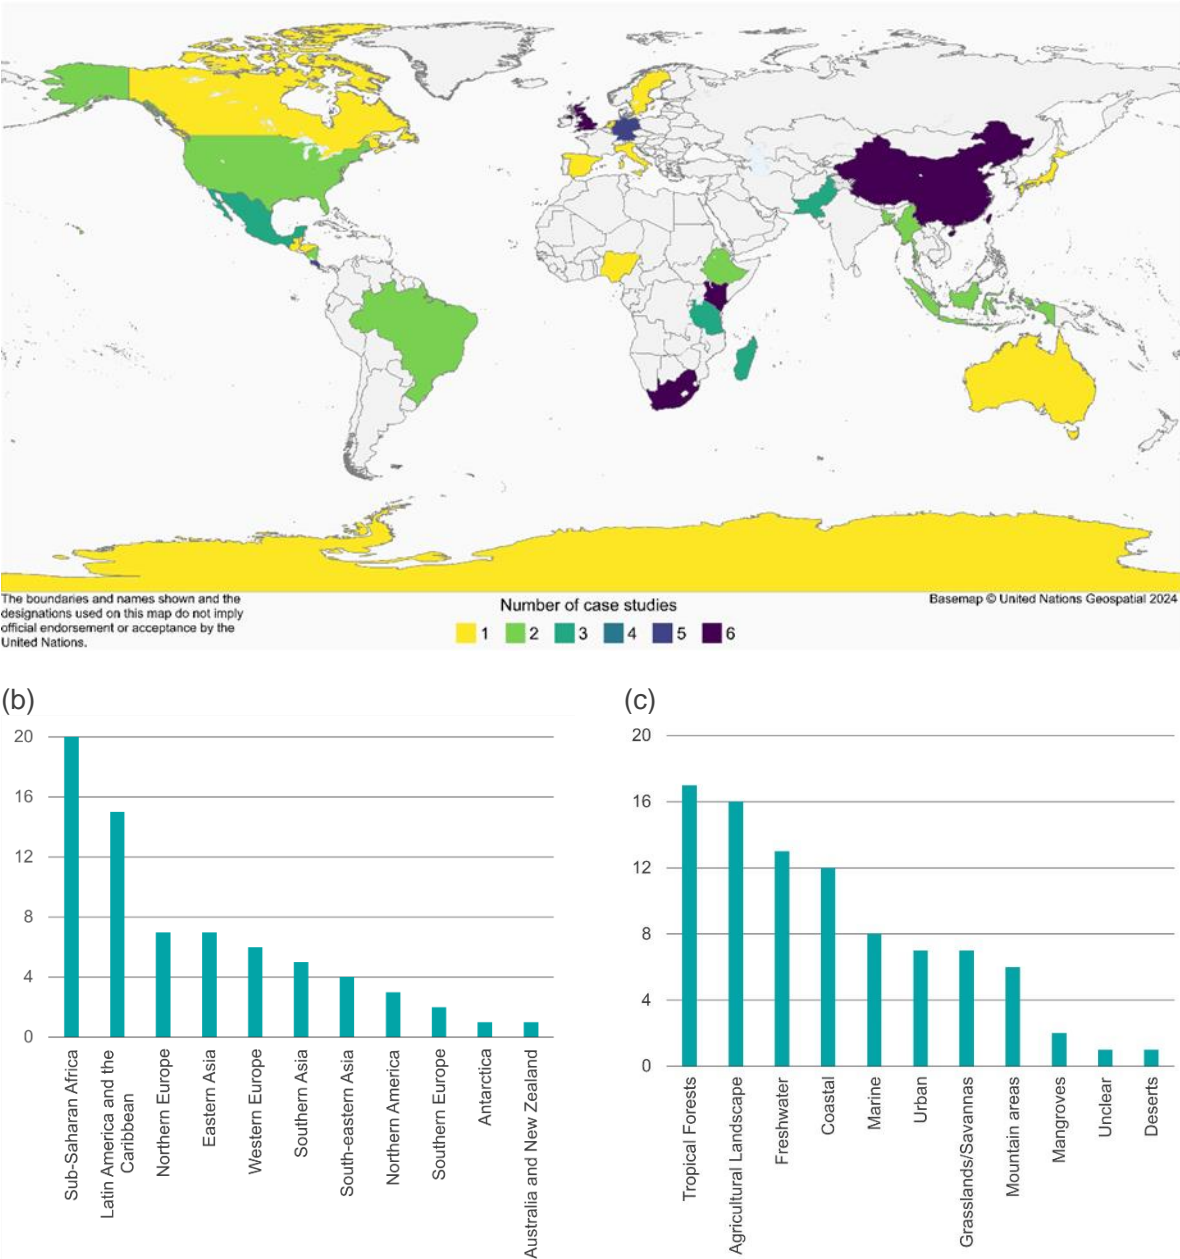 The boundaries and names shown and the
designations used on this map do not imply
official endorsement or acceptance by the
United Nations.
Number of case studies
1 2 3 4 5 6
Basemap © United Nations Geospatial 2024
(b)
20
16
12
8
4
0
Sub-Saharan Africa
Latin America and the
Caribbean
Northern Europe
Eastern Asia
Western Europe
Southern Asia
South-eastern Asia
Northern America
Southern Europe
Antarctica
Australia and New Zealand
(c)
20
16
12
8
4
0
Tropical Forests
Agricultural Landscape
Freshwater
Coastal
Marine
Urban
Grasslands/Savannas
Mountain areas
Mangroves
Unclear
Deserts